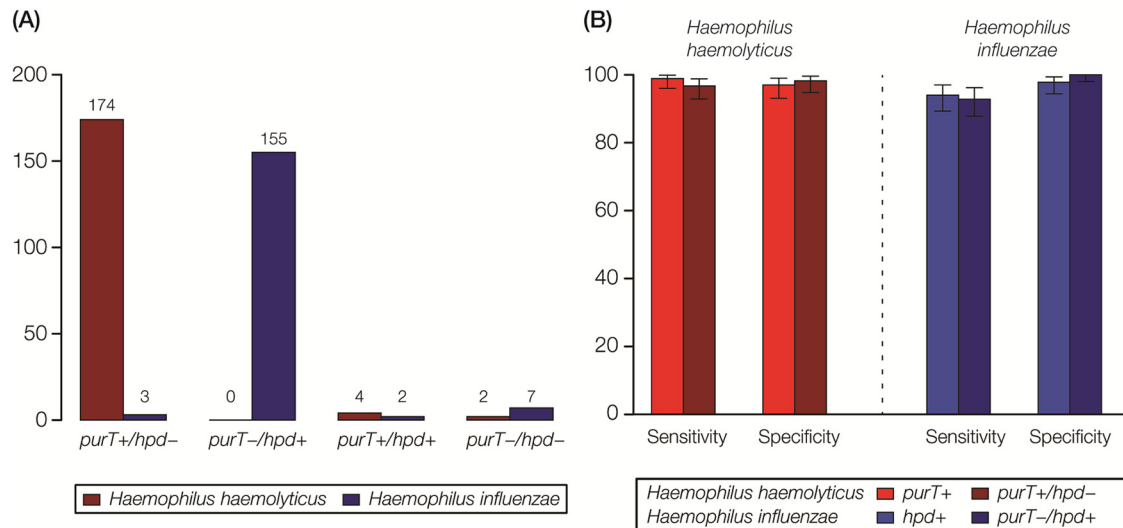 (A)
200
150
100
50
0
174
3
0
155
4
2
2
7
purT+/hpd−
purT−/hpd+
purT+/hpd+
purT−/hpd−
Haemophilus haemolyticus
Haemophilus influenzae
(B)
Haemophilus
haemolyticus
Haemophilus
influenzae
100
80
60
40
20
0
Sensitivity
Specificity
Sensitivity
Specificity
Haemophilus haemolyticus purT+ purT+/hpd−
Haemophilus influenzae hpd+ purT−/hpd+